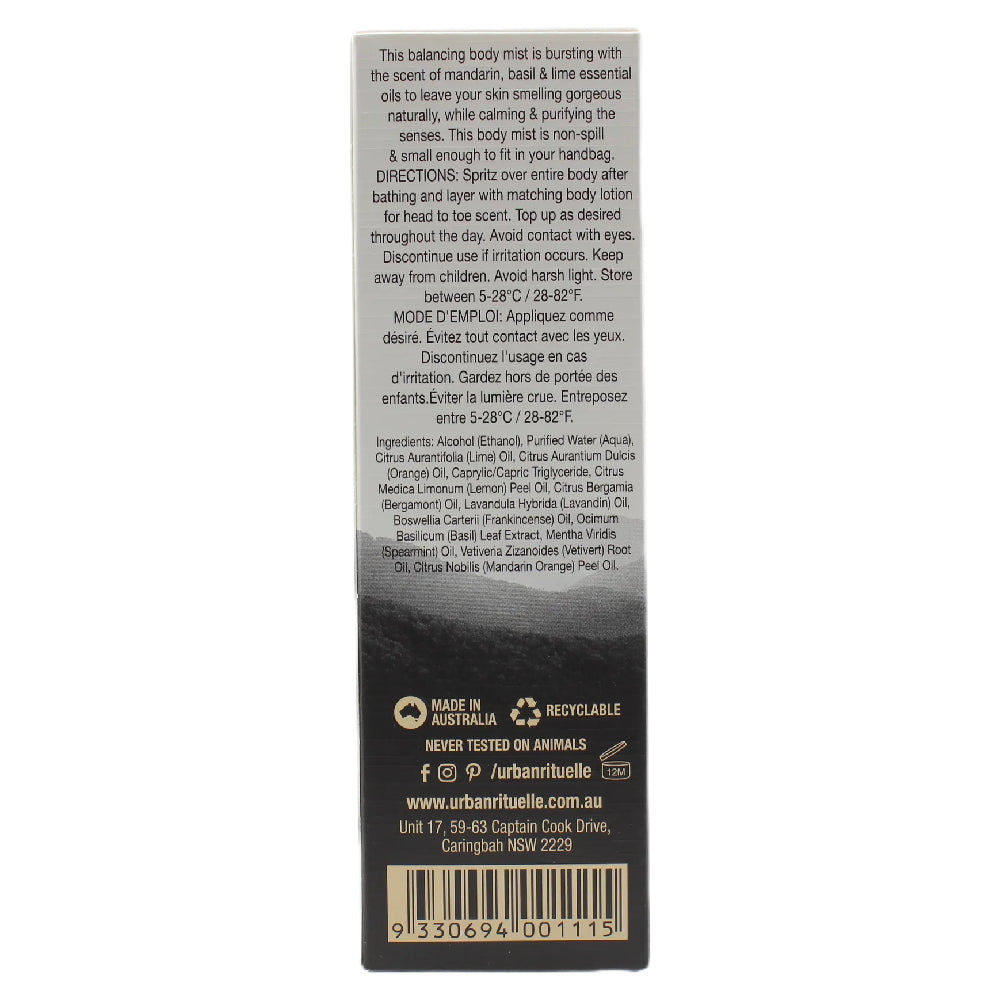 This balancing body mist is bursting with
the scent of mandarin, basil & lime essential
oils to leave your skin smelling gorgeous
naturally, while calming & purifying the
senses. This body mist is non-spill
& small enough to fit in your handbag.
DIRECTIONS: Spritz over entire body after
bathing and layer with matching body lotion
for head to toe scent. Top up as desired
throughout the day. Avoid contact with eyes.
Discontinue use if irritation occurs. Keep
away from children. Avoid harsh light. Store
between 5-28°C / 28-82°F.
MODE D'EMPLOI: Appliquez comme
désiré. Évitez tout contact avec les yeux.
Discontinuez l'usage en cas
d'irritation. Gardez hors de portée des
enfants.Éviter la lumière crue. Entreposez
entre 5-28°C / 28-82°F.
Ingredients: Alcohol (Ethanol), Purified Water (Aqua),
Citrus Aurantifolia (Lime) Oil, Citrus Aurantium Dulcis
(Orange) Oil, Caprylic/Capric Triglyceride, Citrus
Medica Limonum (Lemon) Peel Oil, Citrus Bergamia
(Bergamont) Oil, Lavandula Hybrida (Lavandin) Oil,
Boswellia Carterii (Frankincense) Oil, Ocimum
Basilicum (Basil) Leaf Extract, Mentha Viridis
(Spearmint) Oil, Vetiveria Zizanoides (Vetivert) Root
Oil, Citrus Nobilis (Mandarin Orange) Peel Oil.
MADE IN
AUSTRALIA
RECYCLABLE
NEVER TESTED ON ANIMALS
/urbanrituelle
12M
www.urbanrituelle.com.au
Unit 17, 59-63 Captain Cook Drive,
Caringbah NSW 2229
9 330694 001115